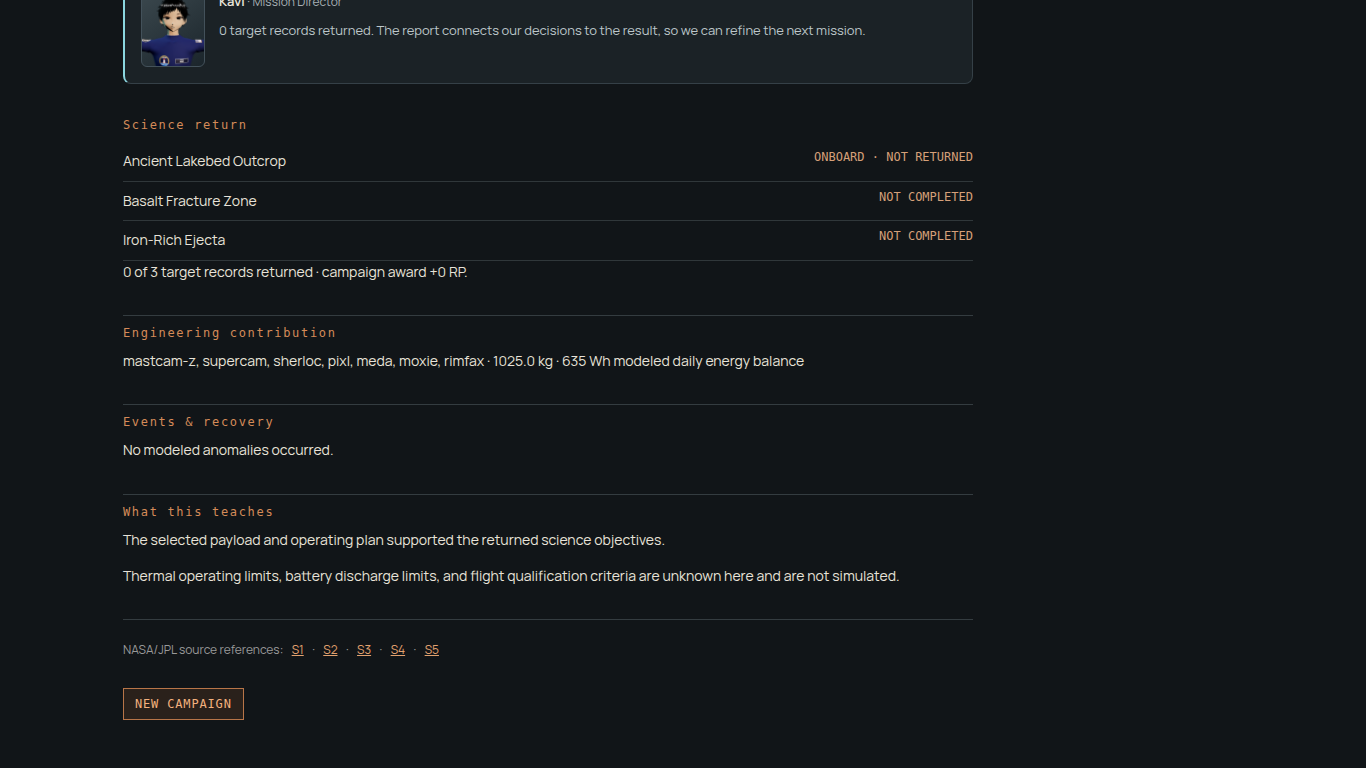 Kavi · Mission Director
0 target records returned. The report connects our decisions to the result, so we can refine the next mission.
Science return
Ancient Lakebed Outcrop
ONBOARD · NOT RETURNED
Basalt Fracture Zone
NOT COMPLETED
Iron-Rich Ejecta
NOT COMPLETED
0 of 3 target records returned · campaign award +0 RP.
Engineering contribution
mastcam-z, supercam, sherloc, pixl, meda, moxie, rimfax · 1025.0 kg · 635 Wh modeled daily energy balance
Events & recovery
No modeled anomalies occurred.
What this teaches
The selected payload and operating plan supported the returned science objectives.
Thermal operating limits, battery discharge limits, and flight qualification criteria are unknown here and are not simulated.
NASA/JPL source references: S1 · S2 · S3 · S4 · S5
NEW CAMPAIGN